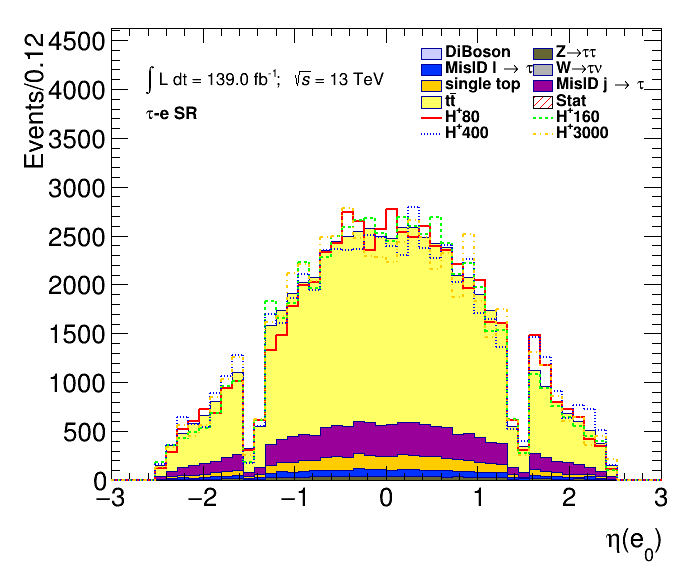 Events/0.12
4500
4000
3500
3000
2500
2000
1500
1000
500
0
∫ L dt = 139.0 fb⁻¹; √s = 13 TeV
τ-e SR
DiBoson
Z→ττ
MisID l → τ
W→τν
single top
MisID j → τ
tt̄
Stat
H⁺80
H⁺160
H⁺400
H⁺3000
−3 −2 −1 0 1 2 3
η(e₀)